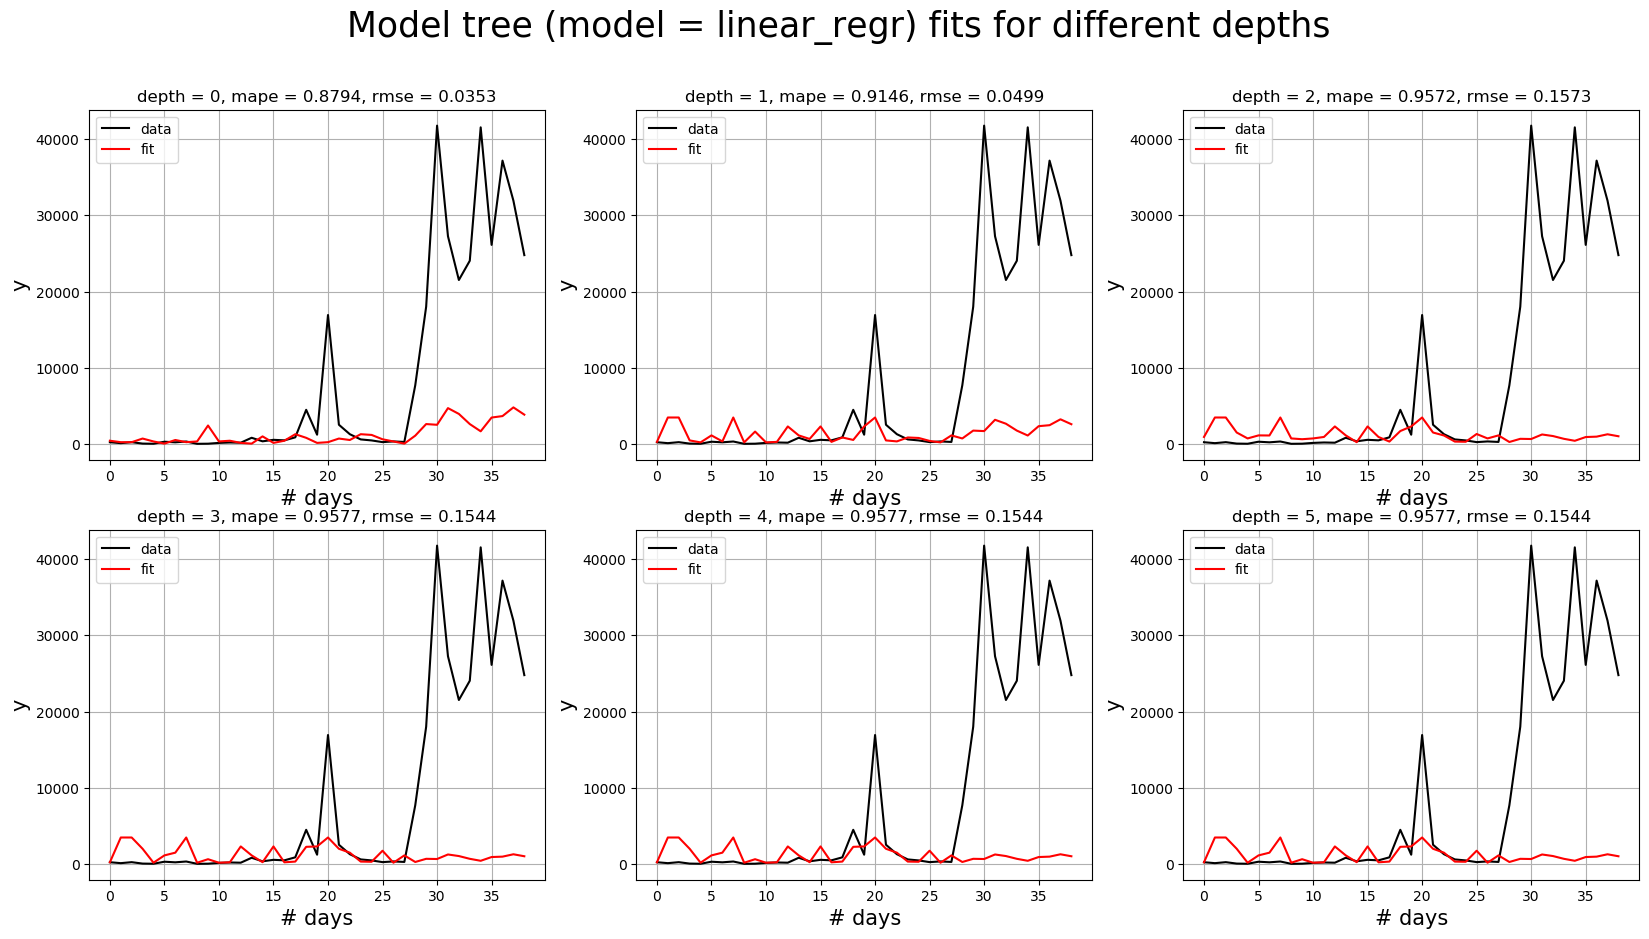 Model tree (model = linear_regr) fits for different depths
depth = 0, mape = 0.8794, rmse = 0.0353
data
fit
40000
30000
20000
10000
0
y
0 5 10 15 20 25 30 35
# days
depth = 1, mape = 0.9146, rmse = 0.0499
data
fit
40000
30000
20000
10000
0
y
0 5 10 15 20 25 30 35
# days
depth = 2, mape = 0.9572, rmse = 0.1573
data
fit
40000
30000
20000
10000
0
y
0 5 10 15 20 25 30 35
# days
depth = 3, mape = 0.9577, rmse = 0.1544
data
fit
40000
30000
20000
10000
0
y
0 5 10 15 20 25 30 35
# days
depth = 4, mape = 0.9577, rmse = 0.1544
data
fit
40000
30000
20000
10000
0
y
0 5 10 15 20 25 30 35
# days
depth = 5, mape = 0.9577, rmse = 0.1544
data
fit
40000
30000
20000
10000
0
y
0 5 10 15 20 25 30 35
# days